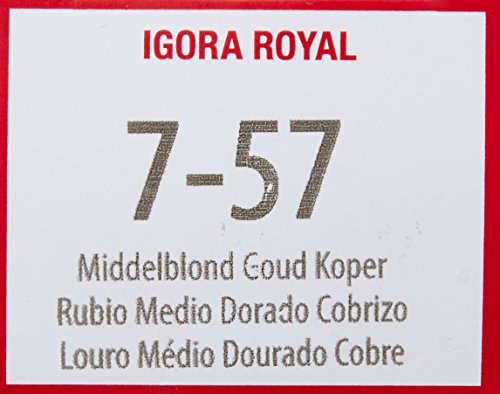 IGORA ROYAL
7-57
Middelblond Goud Koper
Rubio Medio Dorado Cobrizo
Louro Médio Dourado Cobre